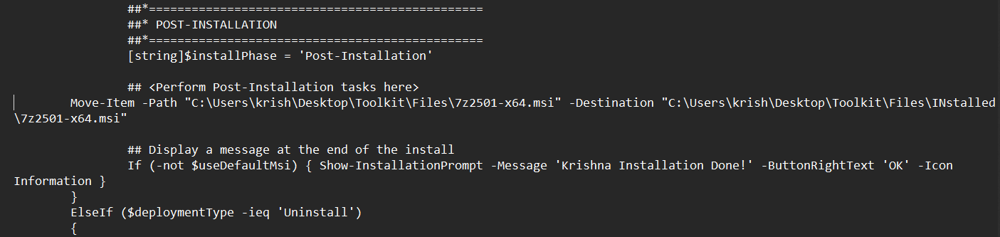 ##*===============================================
##* POST-INSTALLATION
##*===============================================
[string]$installPhase = 'Post-Installation'
## <Perform Post-Installation tasks here>
Move-Item -Path "C:\Users\krish\Desktop\Toolkit\Files\7z2501-x64.msi" -Destination "C:\Users\krish\Desktop\Toolkit\Files\INstalled
\7z2501-x64.msi"
## Display a message at the end of the install
If (-not $useDefaultMsi) { Show-InstallationPrompt -Message 'Krishna Installation Done!' -ButtonRightText 'OK' -Icon
Information }
}
ElseIf ($deploymentType -ieq 'Uninstall')
{